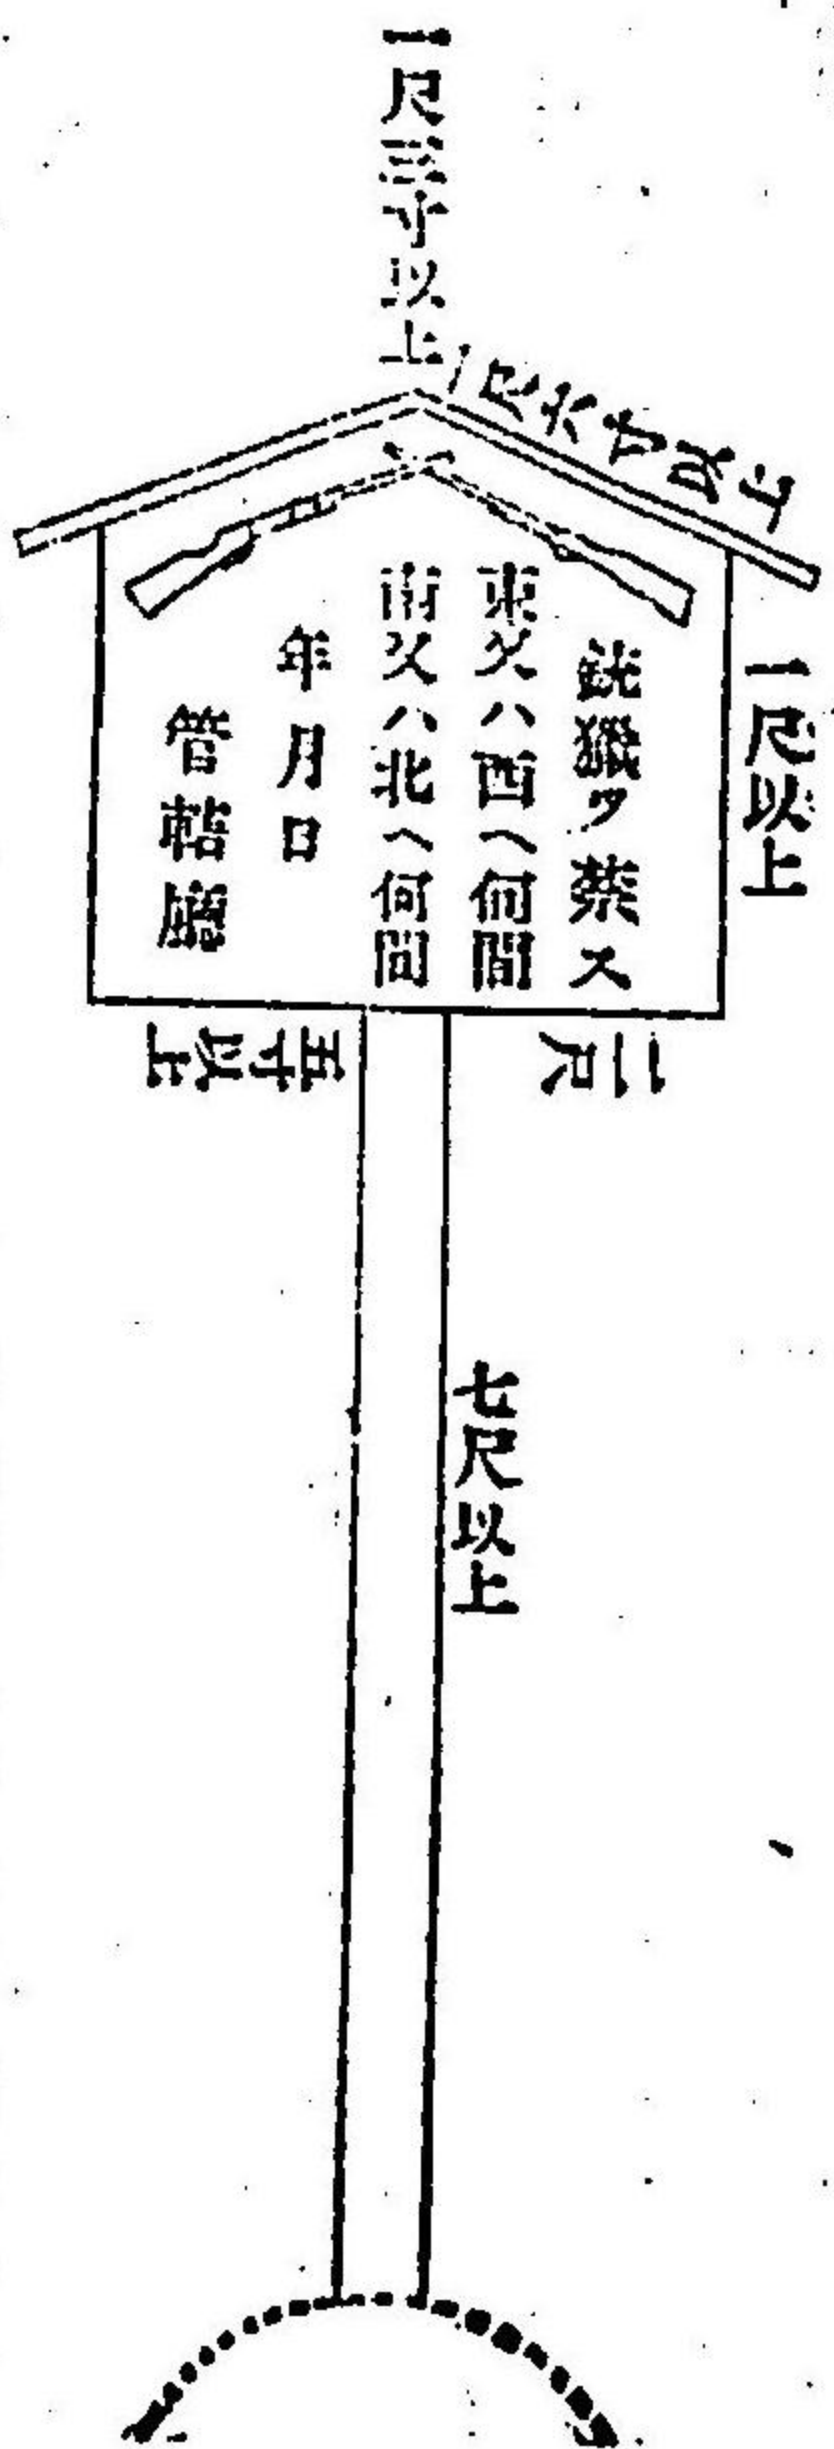 一尺三寸以上
一尺六寸以上
一尺以上
銃獵ヲ禁ス
東又ハ西ヘ何間
南又ハ北ヘ何間
年月日
管轄廳
二尺
五寸以上
七尺以上